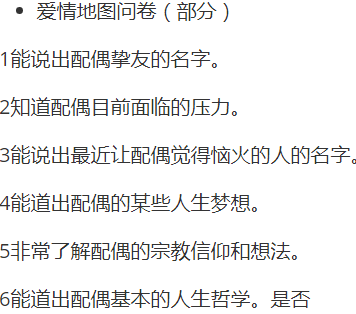 • 爱情地图问卷（部分）
1能说出配偶挚友的名字。
2知道配偶目前面临的压力。
3能说出最近让配偶觉得恼火的人的名字。
4能道出配偶的某些人生梦想。
5非常了解配偶的宗教信仰和想法。
6能道出配偶基本的人生哲学。是否